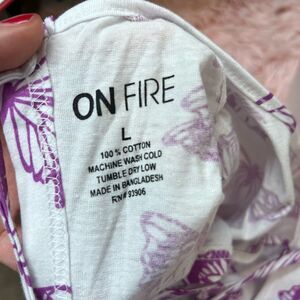 ON FIRE
L
100% COTTON
MACHINE WASH COLD
TUMBLE DRY LOW
MADE IN BANGLADESH
RN# 93906